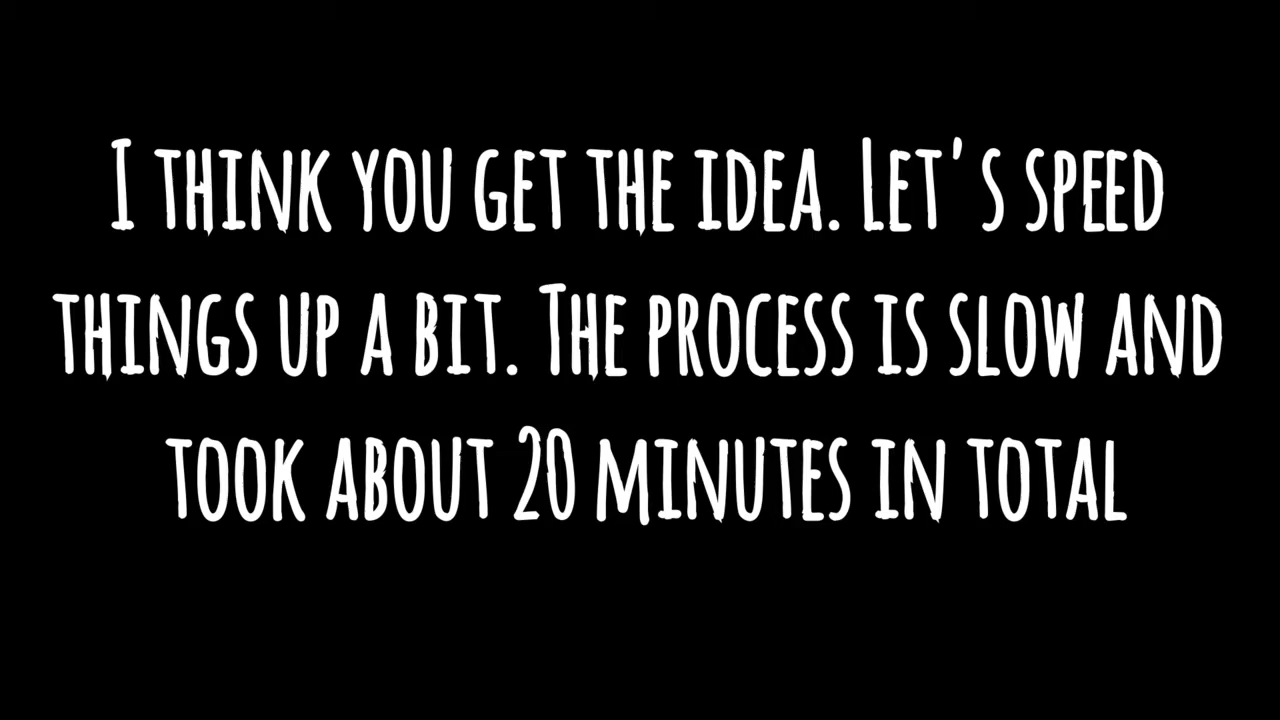 I think you get the idea. Let's speed
things up a bit. The process is slow and
took about 20 minutes in total